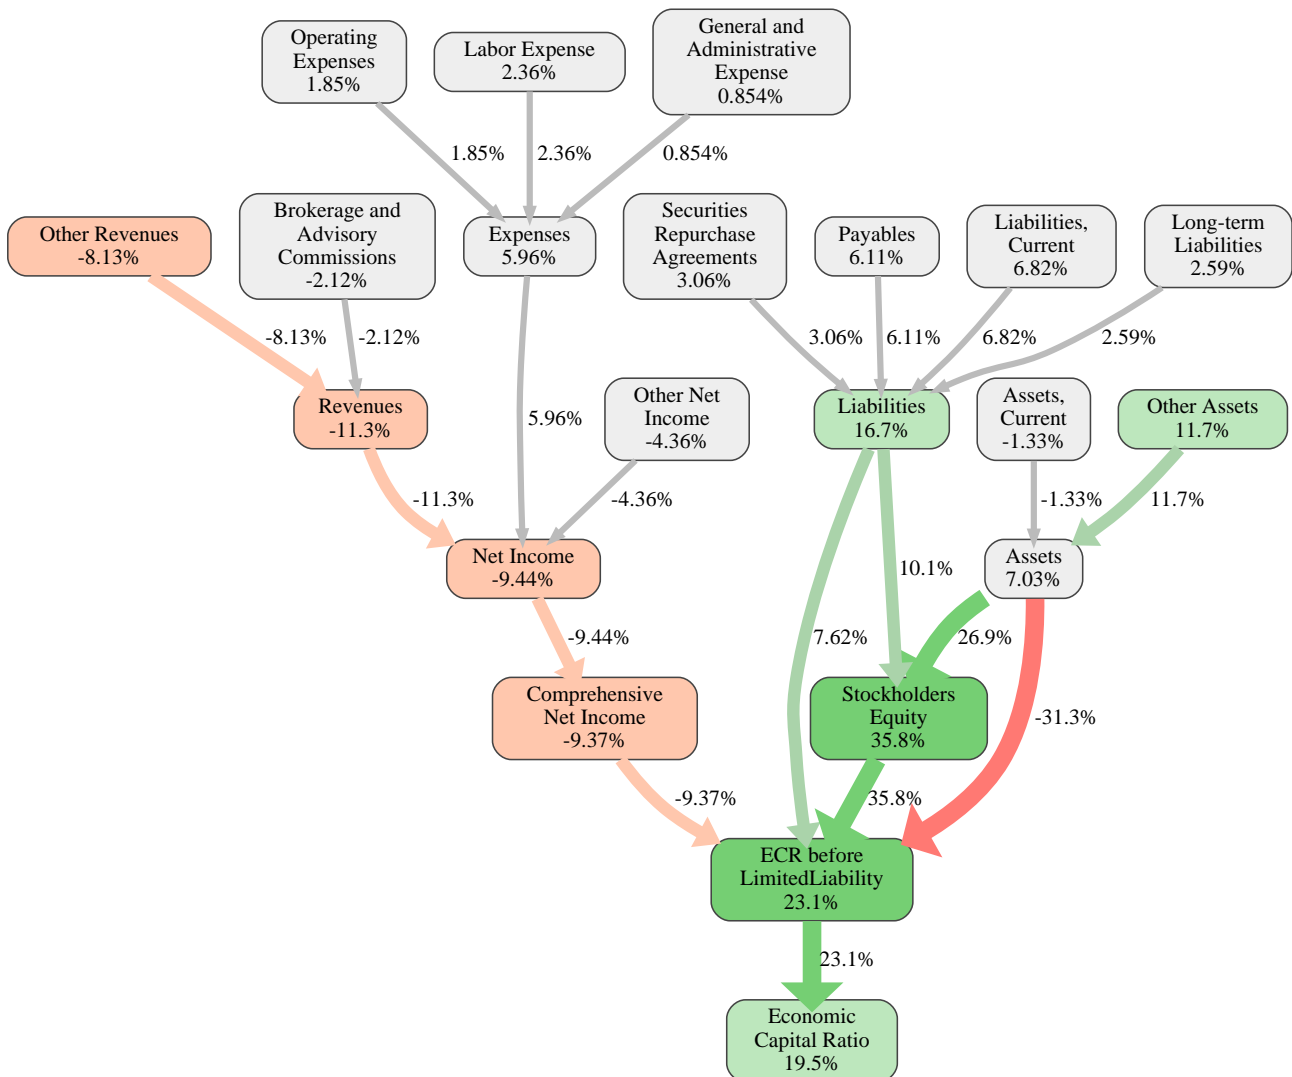 Operating
Expenses
1.85%
Labor Expense
2.36%
General and
Administrative
Expense
0.854%
1.85%
2.36%
0.854%
Other Revenues
-8.13%
Brokerage and
Advisory
Commissions
-2.12%
Expenses
5.96%
Securities
Repurchase
Agreements
3.06%
Payables
6.11%
Liabilities,
Current
6.82%
Long-term
Liabilities
2.59%
-8.13%
-2.12%
3.06%
6.11%
6.82%
2.59%
Revenues
-11.3%
5.96%
Other Net
Income
-4.36%
Liabilities
16.7%
Assets,
Current
-1.33%
Other Assets
11.7%
-11.3%
-4.36%
-1.33%
11.7%
Net Income
-9.44%
10.1%
Assets
7.03%
-9.44%
7.62%
26.9%
Comprehensive
Net Income
-9.37%
Stockholders
Equity
35.8%
-31.3%
-9.37%
35.8%
ECR before
LimitedLiability
23.1%
23.1%
Economic
Capital Ratio
19.5%